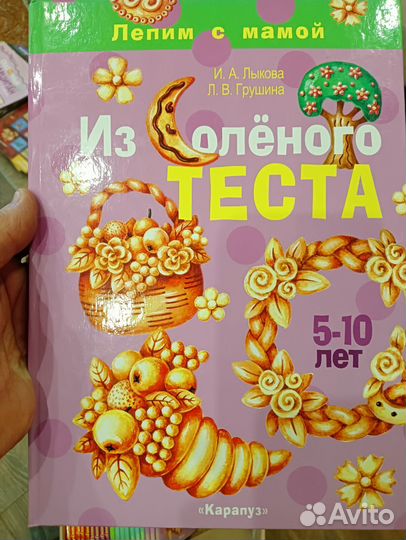 Лепим с мамой
И. А. Лыкова
Л. В. Грушина
Из Солёного
ТЕСТА
5-10
лет
«Карапуз»
Avito